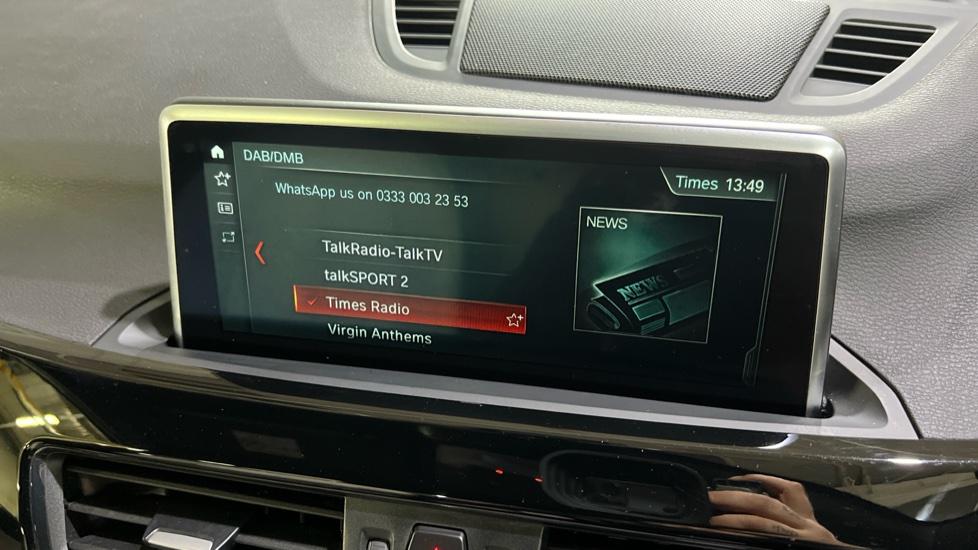 DAB/DMB
Times 13:49
WhatsApp us on 0333 003 23 53
NEWS
TalkRadio-TalkTV
talkSPORT 2
Times Radio
Virgin Anthems
NEWS